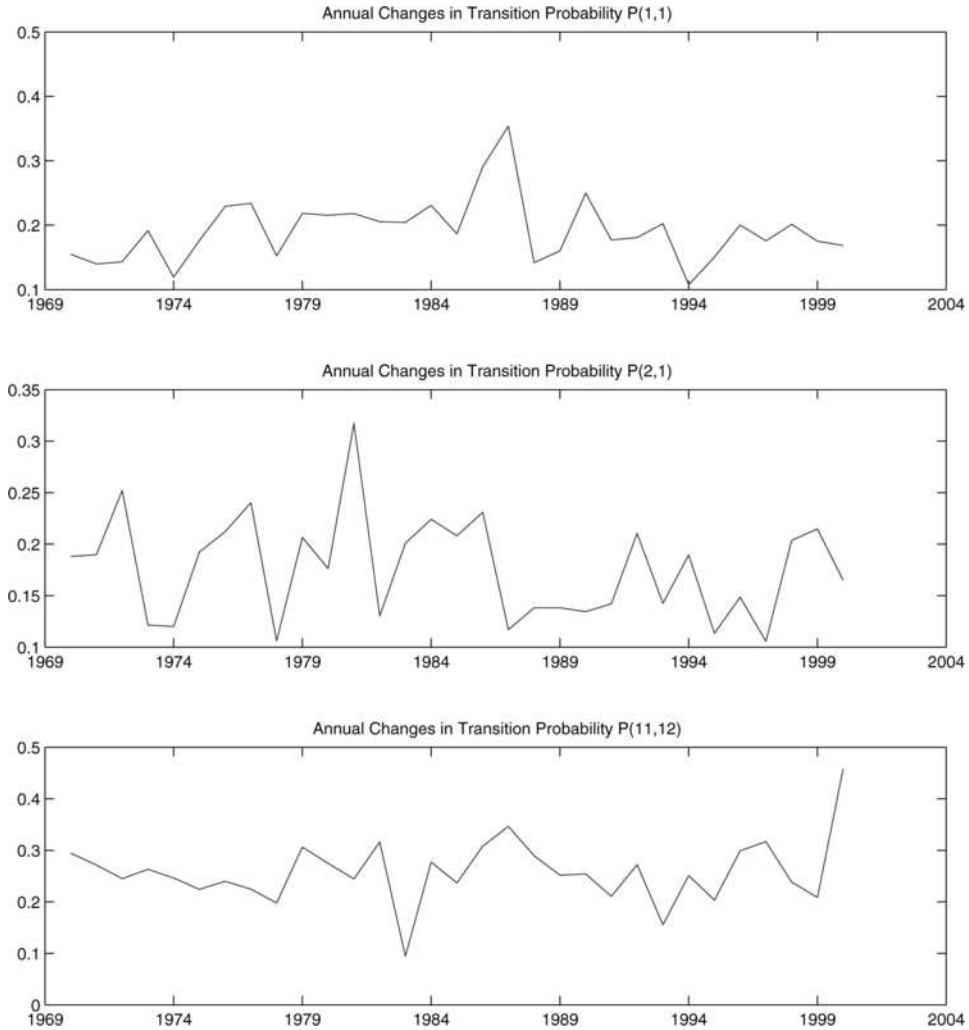 Annual Changes in Transition Probability P(1,1)
0.5
0.4
0.3
0.2
0.1
1969 1974 1979 1984 1989 1994 1999 2004
Annual Changes in Transition Probability P(2,1)
0.35
0.3
0.25
0.2
0.15
0.1
1969 1974 1979 1984 1989 1994 1999 2004
Annual Changes in Transition Probability P(11,12)
0.5
0.4
0.3
0.2
0.1
0
1969 1974 1979 1984 1989 1994 1999 2004